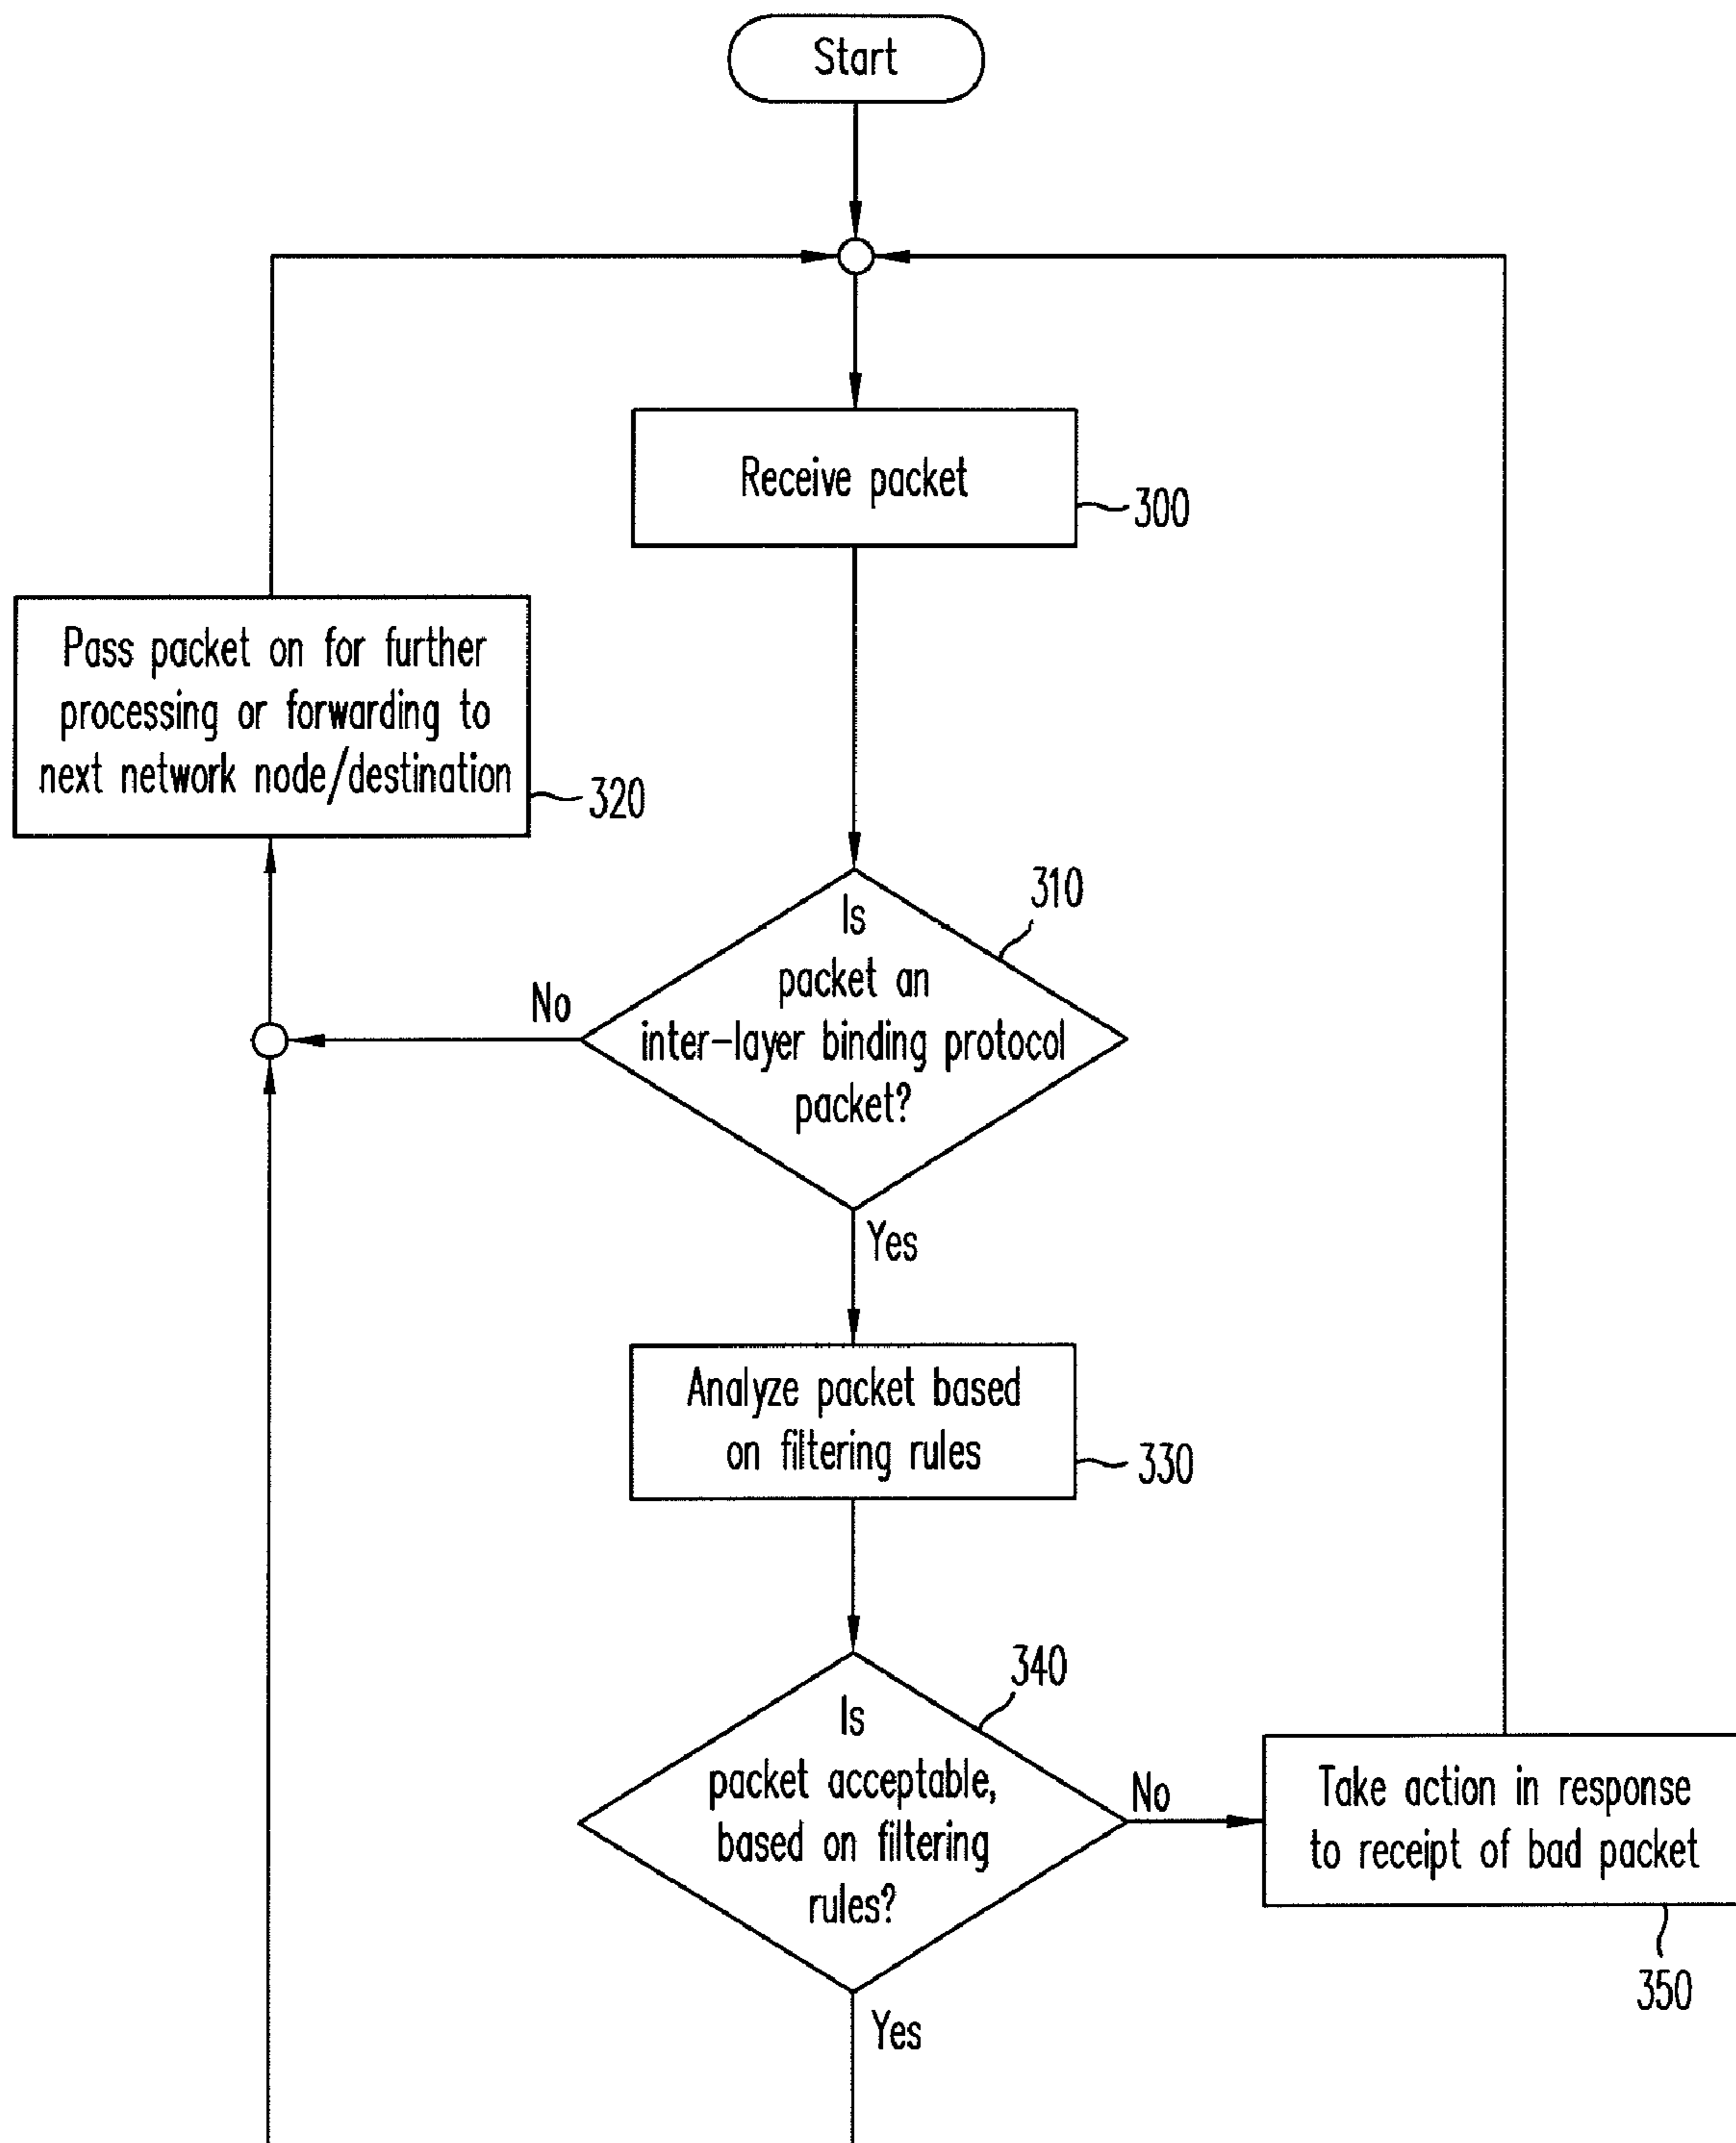 Start
Receive packet
300
Pass packet on for further
processing or forwarding to
next network node/destination
320
310
Is
packet an
inter-layer binding protocol
packet?
No
Yes
Analyze packet based
on filtering rules
330
340
Is
packet acceptable,
based on filtering
rules?
No
Take action in response
to receipt of bad packet
350
Yes